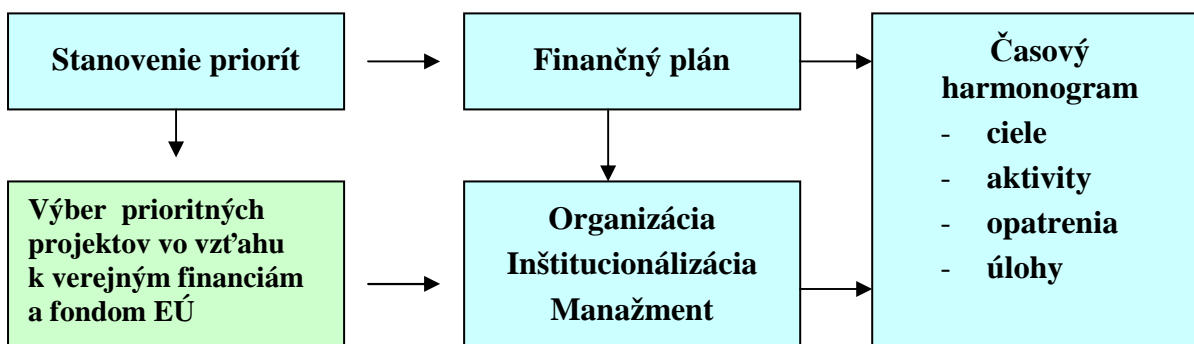 Stanovenie priorít
Finančný plán
Časový
harmonogram
- ciele
- aktivity
- opatrenia
- úlohy
Výber prioritných
projektov vo vzťahu
k verejným financiám
a fondom EÚ
Organizácia
Inštitucionálizácia
Manažment